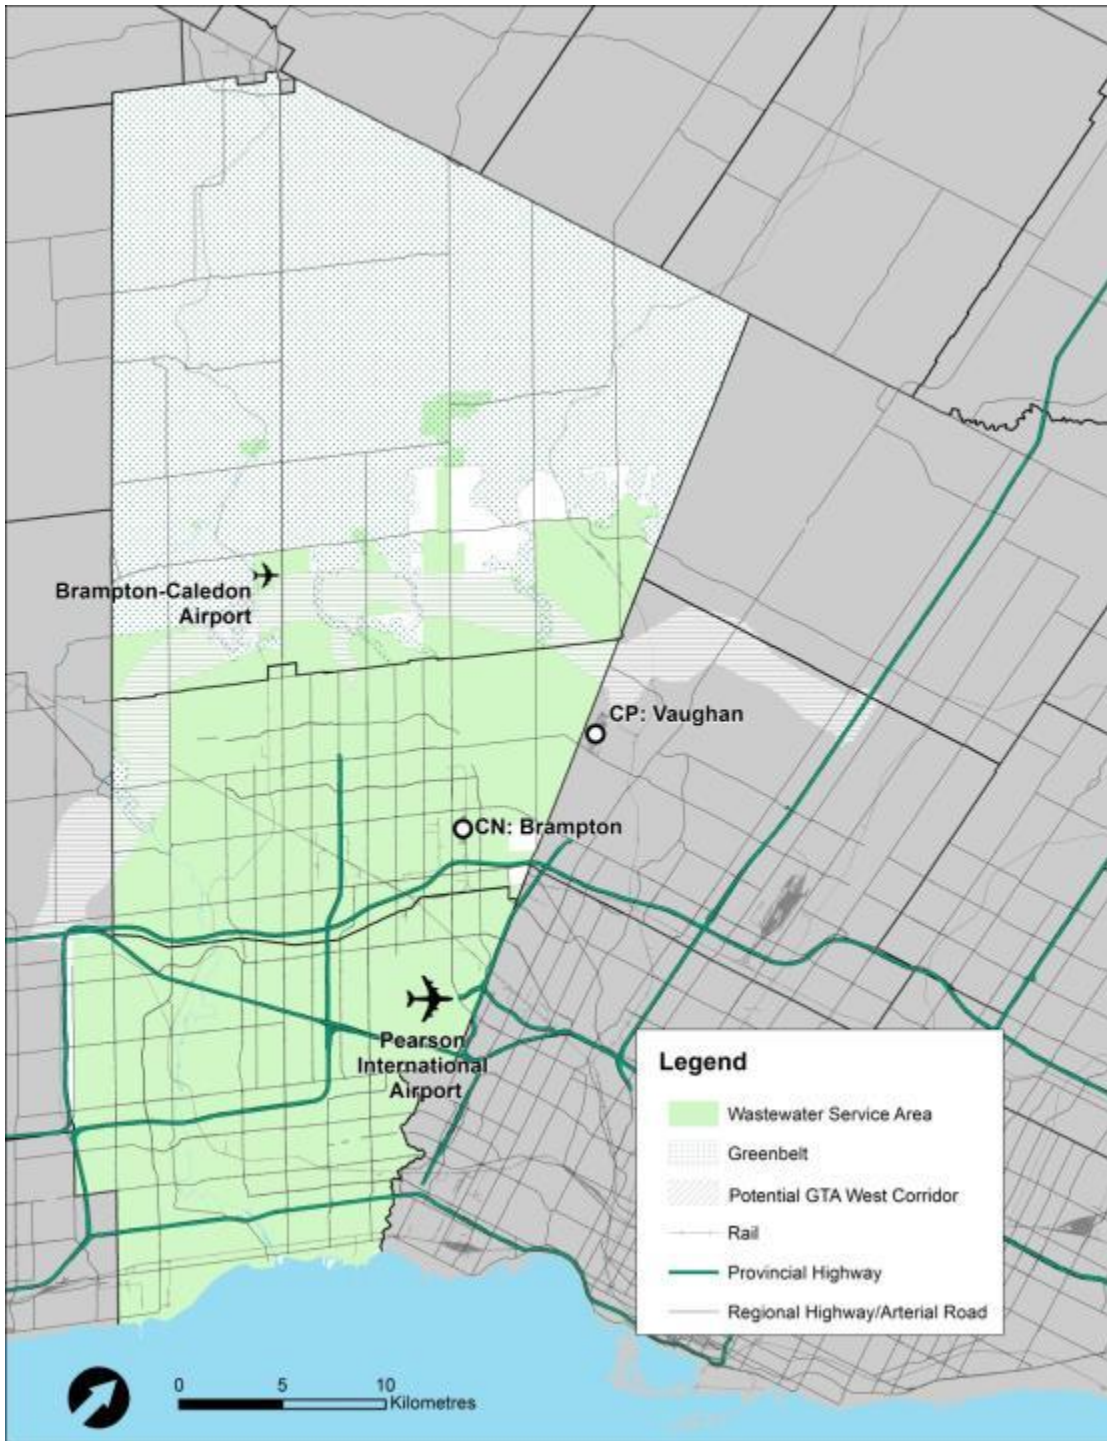 Brampton-Caledon
Airport
CP: Vaughan
CN: Brampton
Pearson
International
Airport
Legend
Wastewater Service Area
Greenbelt
Potential GTA West Corridor
Rail
Provincial Highway
Regional Highway/Arterial Road
0 5 10
Kilometres